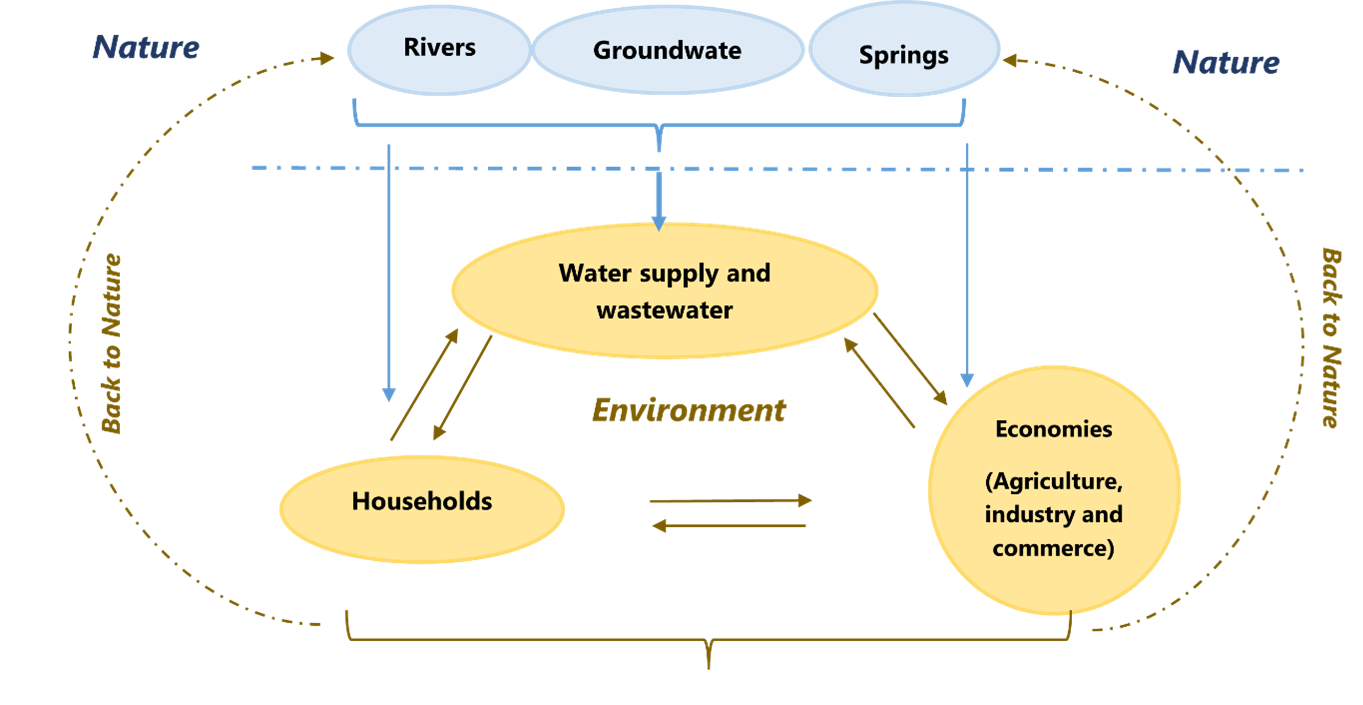 Nature
Rivers
Groundwate
Springs
Nature
Water supply and
wastewater
Back to Nature
Back to Nature
Environment
Households
Economies
(Agriculture,
industry and
commerce)